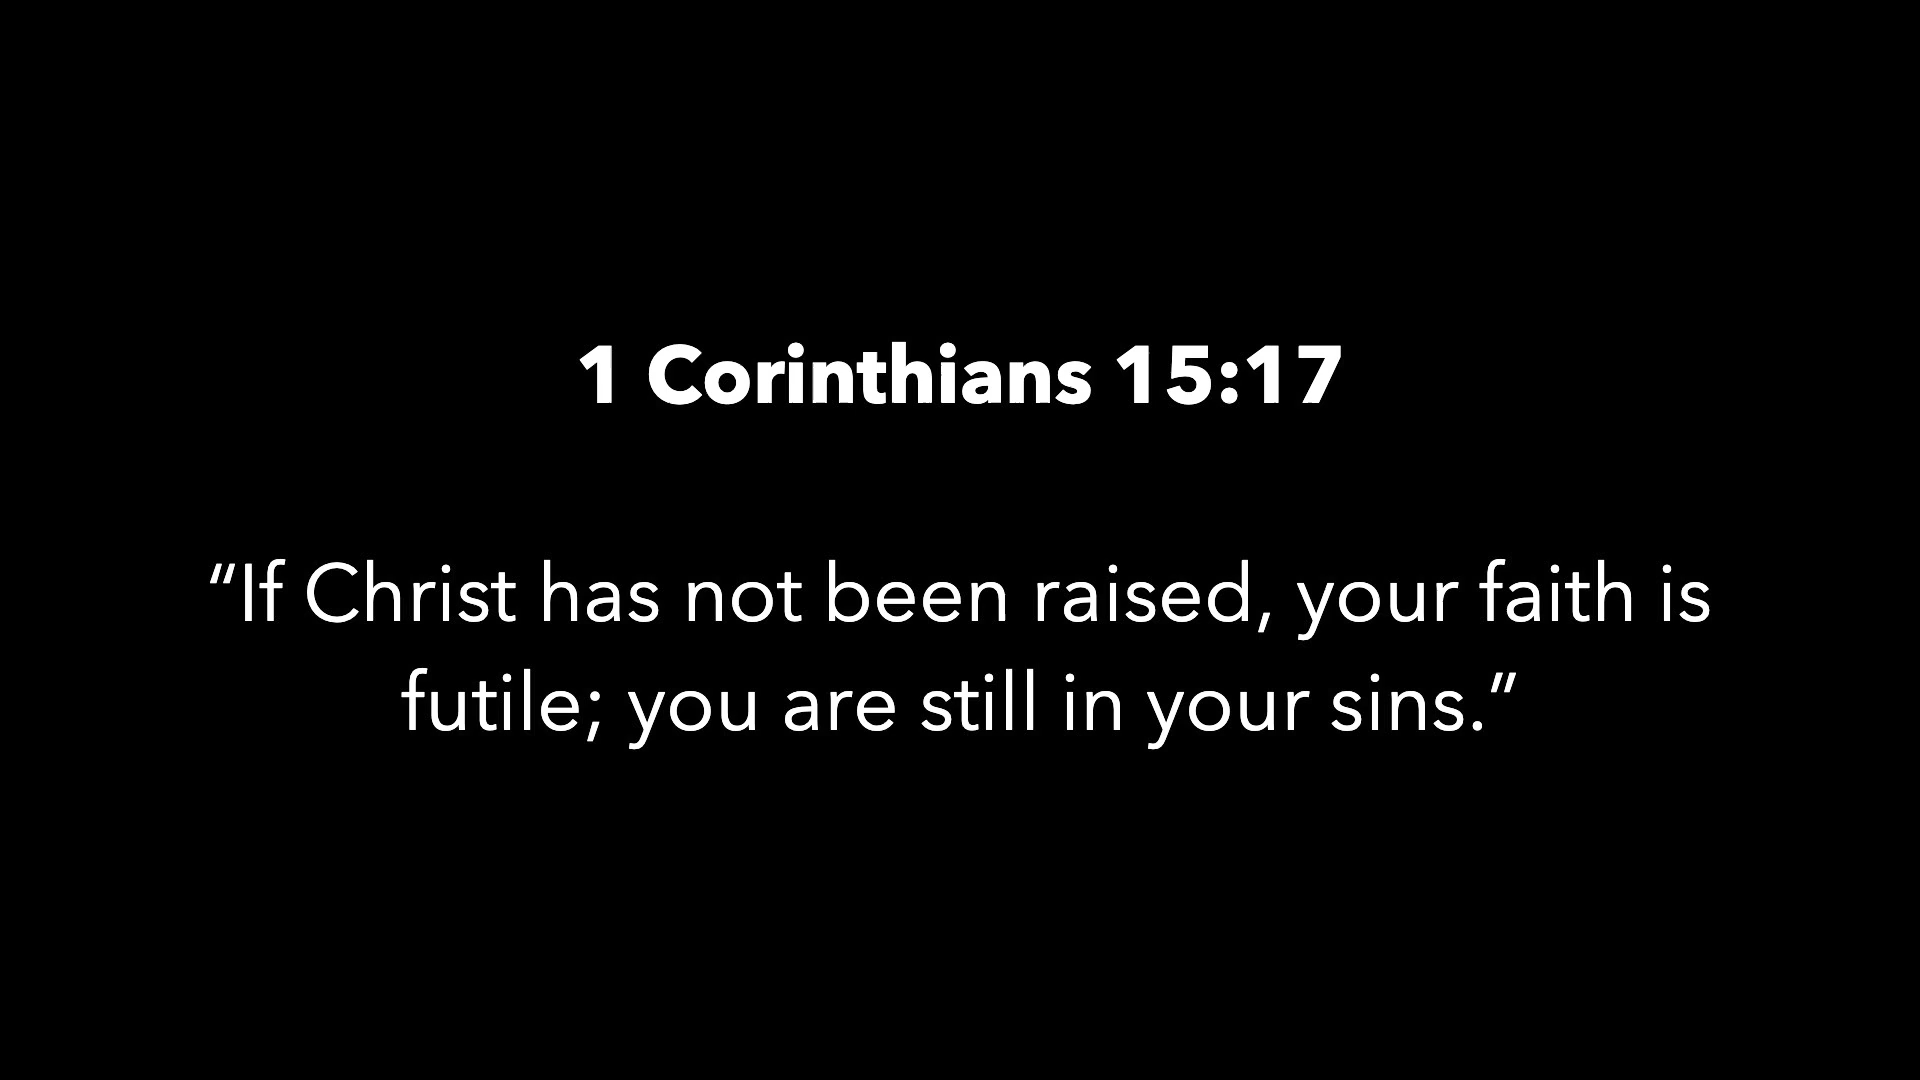 1 Corinthians 15:17
“If Christ has not been raised, your faith is
futile; you are still in your sins.”